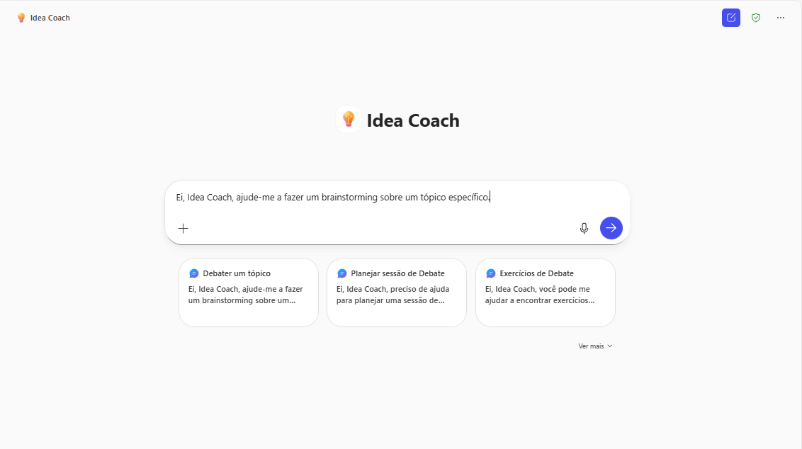 Idea Coach
Idea Coach
Ei, Idea Coach, ajude-me a fazer um brainstorming sobre um tópico específico.
Debater um tópico
Ei, Idea Coach, ajude-me a fazer
um brainstorming sobre um...
Planejar sessão de Debate
Ei, Idea Coach, preciso de ajuda
para planejar uma sessão de...
Exercícios de Debate
Ei, Idea Coach, você pode me
ajudar a encontrar exercícios...
Ver mais